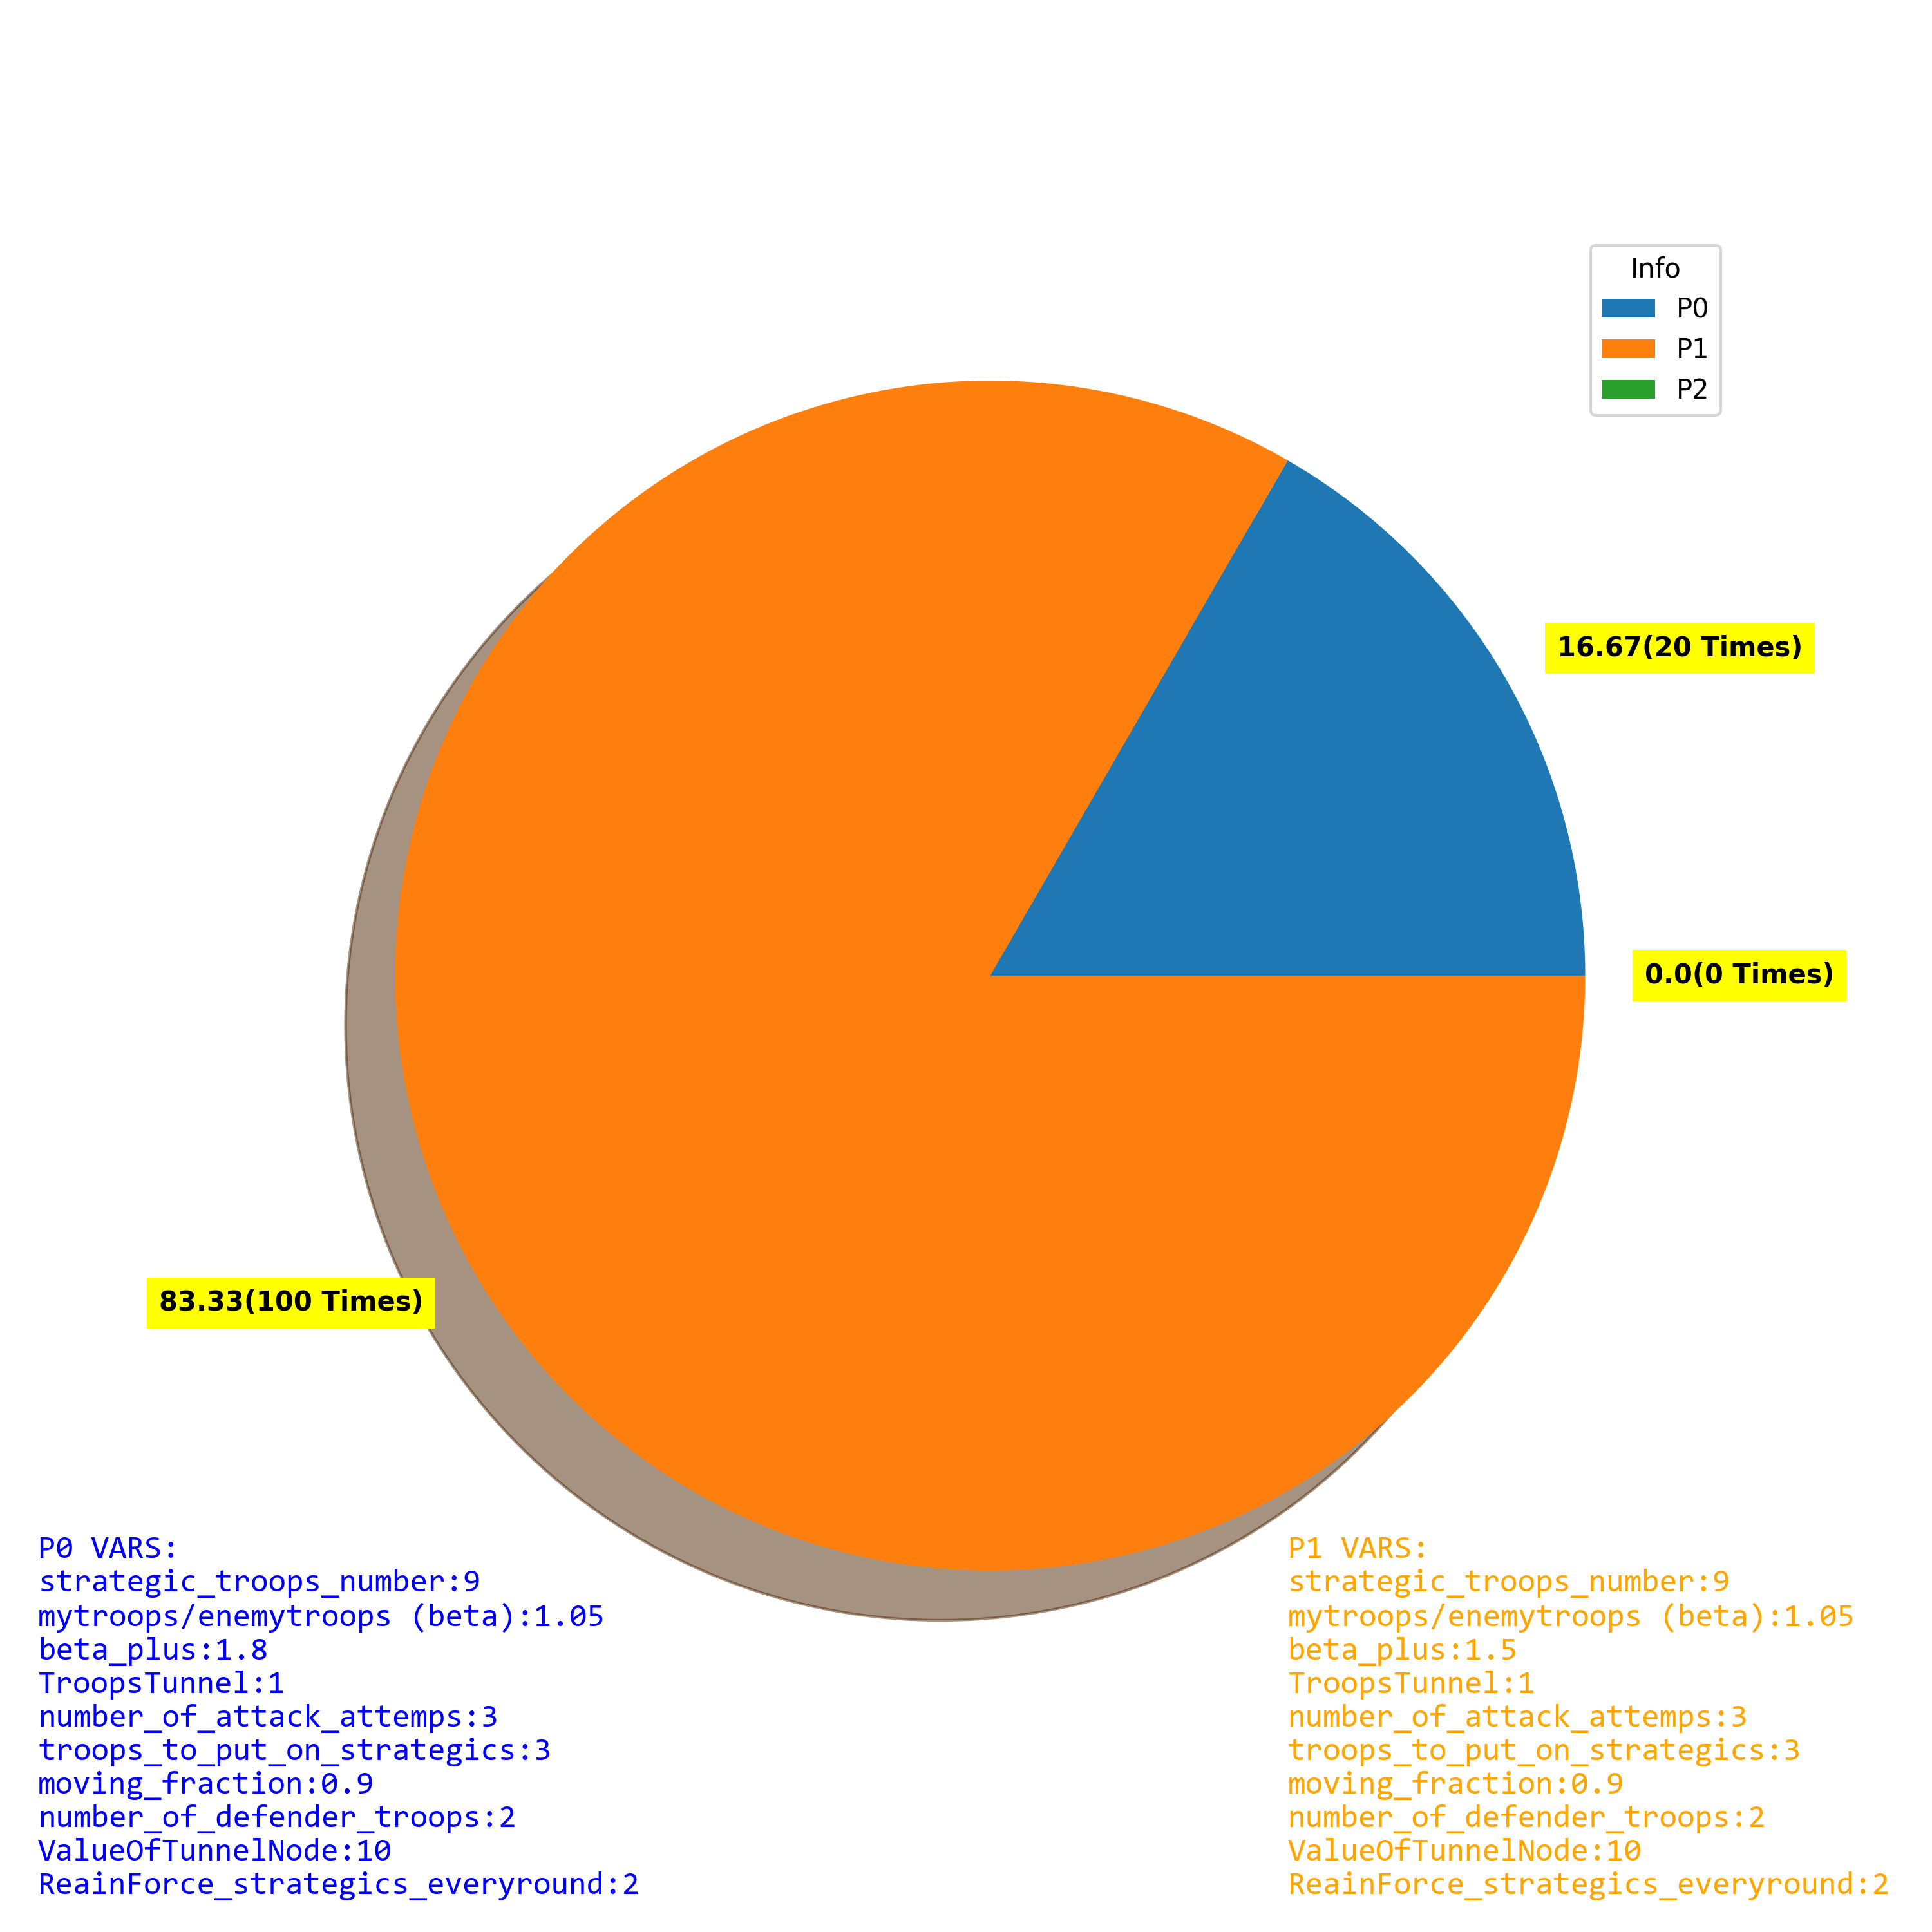 Info
P0
P1
P2
16.67(20 Times)
0.0(0 Times)
83.33(100 Times)
P0 VARS:
strategic_troops_number:9
mytroops/enemytroops (beta):1.05
beta_plus:1.8
TroopsTunnel:1
number_of_attack_attemps:3
troops_to_put_on_strategics:3
moving_fraction:0.9
number_of_defender_troops:2
ValueOfTunnelNode:10
ReainForce_strategics_everyround:2
P1 VARS:
strategic_troops_number:9
mytroops/enemytroops (beta):1.05
beta_plus:1.5
TroopsTunnel:1
number_of_attack_attemps:3
troops_to_put_on_strategics:3
moving_fraction:0.9
number_of_defender_troops:2
ValueOfTunnelNode:10
ReainForce_strategics_everyround:2